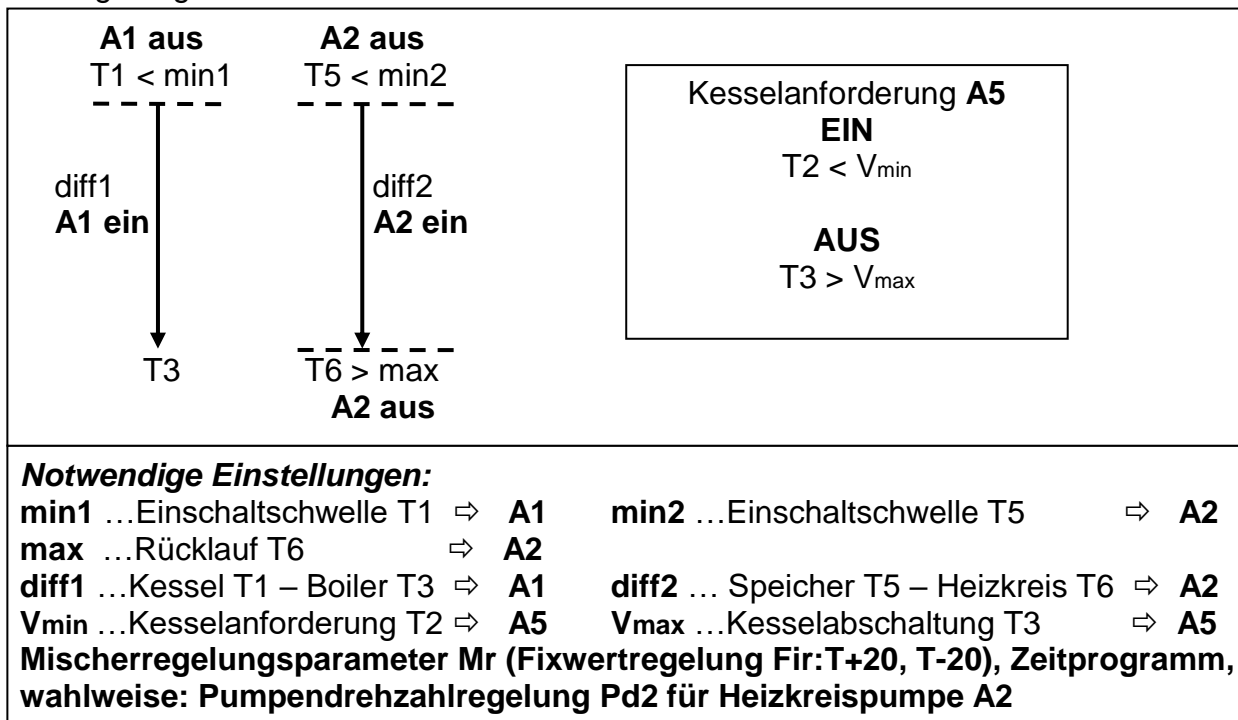 A1 aus A2 aus
T1 < min1 T5 < min2
diff1 diff2
A1 ein A2 ein
T3 T6 > max
A2 aus
Kesselanforderung A5
EIN
T2 < Vmin
AUS
T3 > Vmax
Notwendige Einstellungen:
min1 …Einschaltschwelle T1 ⇨ A1 min2 …Einschaltschwelle T5 ⇨ A2
max …Rücklauf T6 ⇨ A2
diff1 …Kessel T1 – Boiler T3 ⇨ A1 diff2 … Speicher T5 – Heizkreis T6 ⇨ A2
Vmin …Kesselanforderung T2 ⇨ A5 Vmax …Kesselabschaltung T3 ⇨ A5
Mischerregelungsparameter Mr (Fixwertregelung Fir:T+20, T-20), Zeitprogramm,
wahlweise: Pumpendrehzahlregelung Pd2 für Heizkreispumpe A2